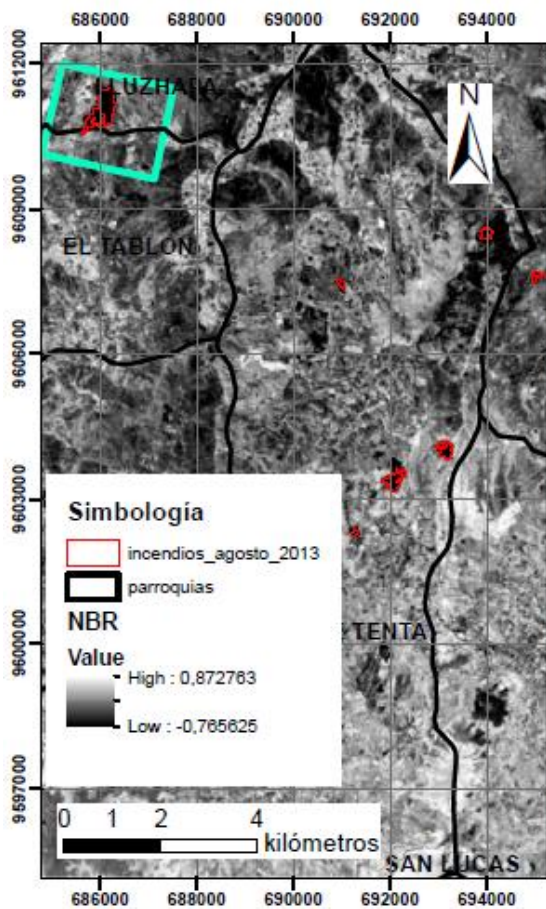 686000 688000 690000 692000 694000
9612000
LUZHAPA
N
9609000
EL TABLON
9606000
9603000
Simbología
incendios_agosto_2013
parroquias
NBR
Value
High : 0,872763
Low : -0,765625
9600000
TENTA
9597000
0 1 2 4
kilómetros
SAN LUCAS
686000 688000 690000 692000 694000